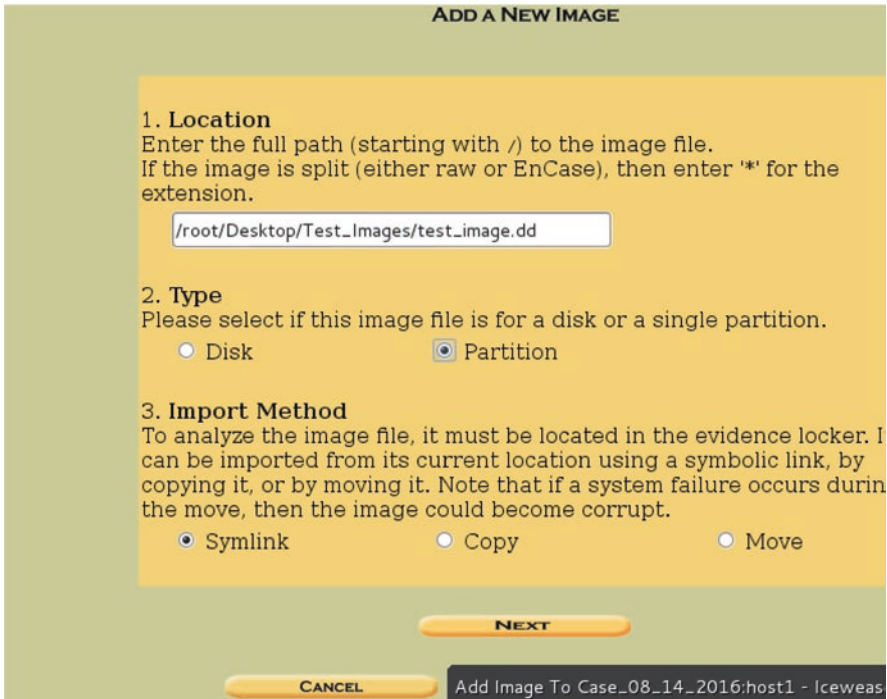 ADD A NEW IMAGE
1. Location
Enter the full path (starting with /) to the image file.
If the image is split (either raw or EnCase), then enter '*' for the
extension.
/root/Desktop/Test_Images/test_image.dd
2. Type
Please select if this image file is for a disk or a single partition.
Disk Partition
3. Import Method
To analyze the image file, it must be located in the evidence locker. I
can be imported from its current location using a symbolic link, by
copying it, or by moving it. Note that if a system failure occurs durin
the move, then the image could become corrupt.
Symlink Copy Move
NEXT
CANCEL Add Image To Case_08_14_2016:host1 - Iceweas